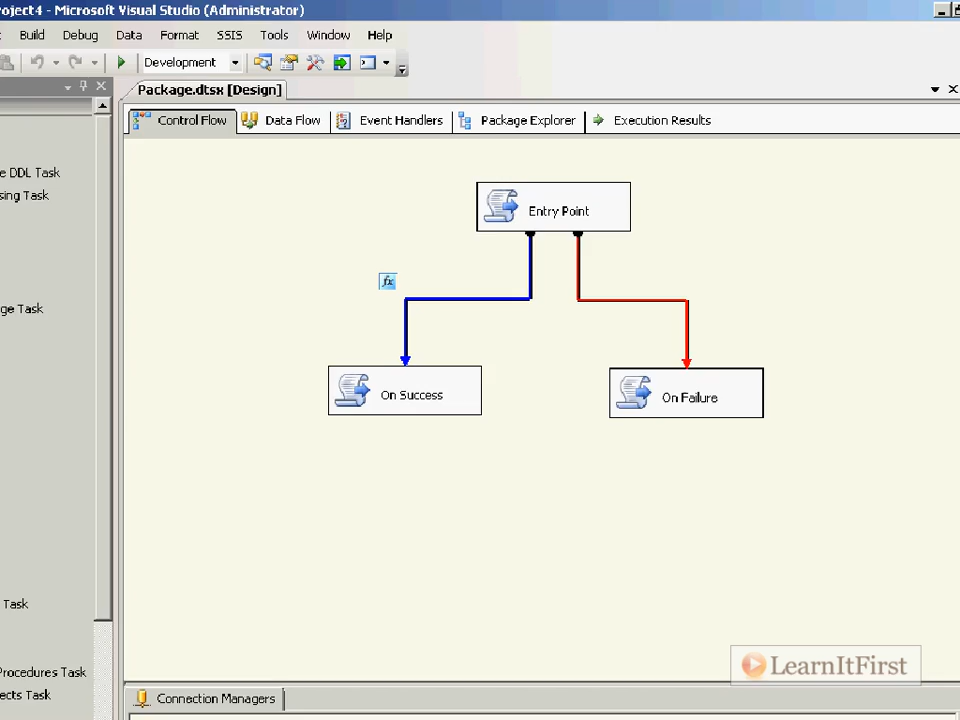 roject4 - Microsoft Visual Studio (Administrator)
Build Debug Data Format SSIS Tools Window Help
Development
Package.dtsx [Design]
Control Flow Data Flow Event Handlers Package Explorer Execution Results
e DDL Task
sing Task
ge Task
Task
Procedures Task
ects Task
Entry Point
fx
On Success
On Failure
LearnItFirst
Connection Managers